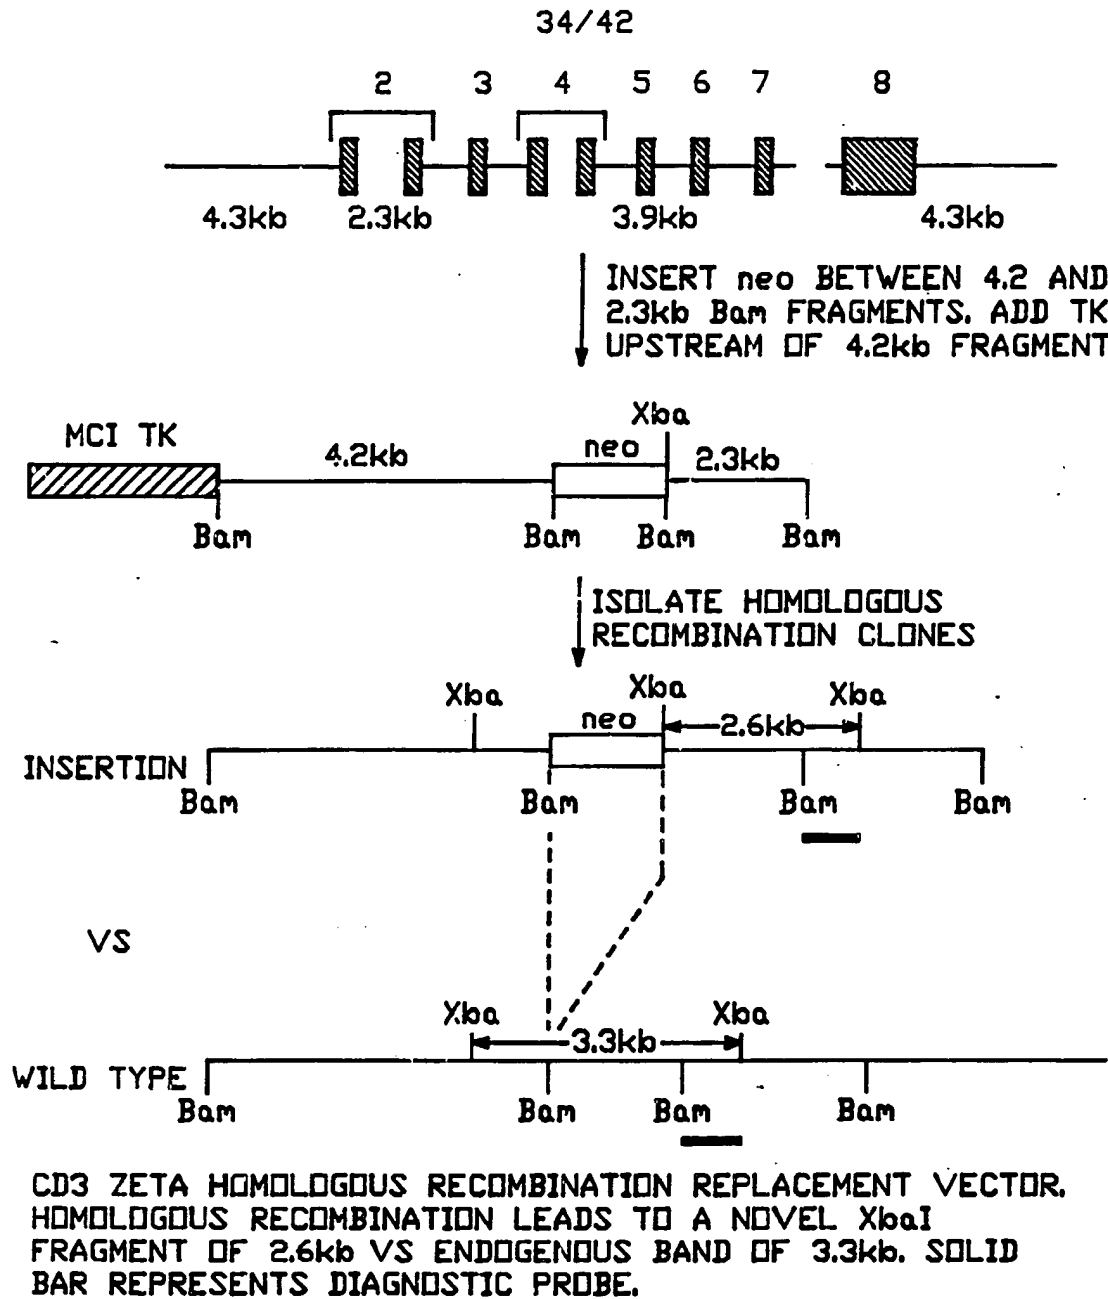 34/42
2 3 4 5 6 7 8
4.3kb 2.3kb 3.9kb 4.3kb
INSERT neo BETWEEN 4.2 AND
2.3kb Bam FRAGMENTS. ADD TK
UPSTREAM OF 4.2kb FRAGMENT
Xba
MCI TK 4.2kb neo 2.3kb
Bam Bam Bam Bam
ISOLATE HOMOLOGOUS
RECOMBINATION CLONES
Xba Xba Xba
neo 2.6kb
INSERTION
Bam Bam Bam Bam
VS
Xba Xba
3.3kb
WILD TYPE
Bam Bam Bam Bam
CD3 ZETA HOMOLOGOUS RECOMBINATION REPLACEMENT VECTOR.
HOMOLOGOUS RECOMBINATION LEADS TO A NOVEL XbaI
FRAGMENT OF 2.6kb VS ENDOGENOUS BAND OF 3.3kb. SOLID
BAR REPRESENTS DIAGNOSTIC PROBE.